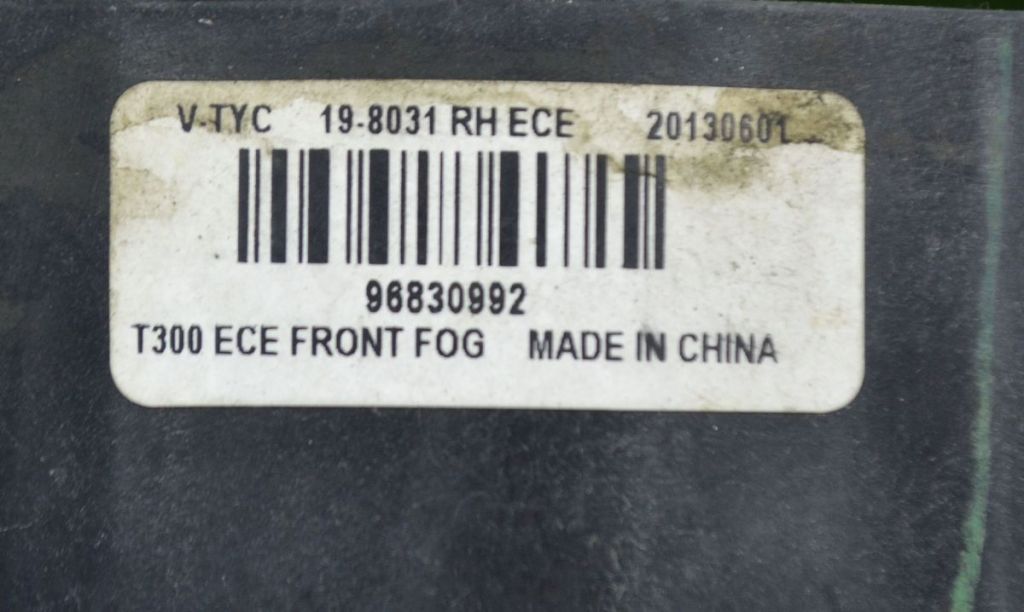 V-TYC 19-8031 RH ECE 20130601
96830992
T300 ECE FRONT FOG MADE IN CHINA